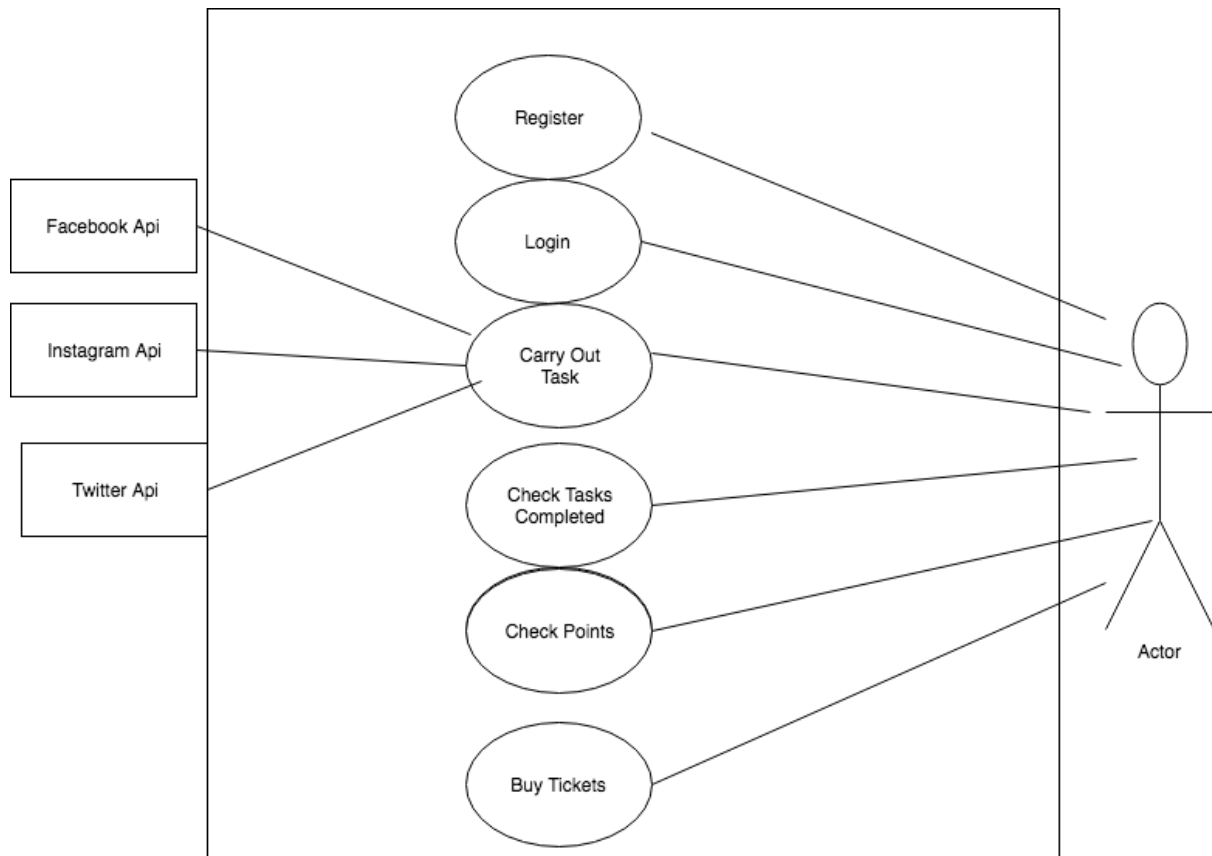 Register
Facebook Api
Login
Instagram Api
Carry Out
Task
Twitter Api
Check Tasks
Completed
Check Points
Actor
Buy Tickets